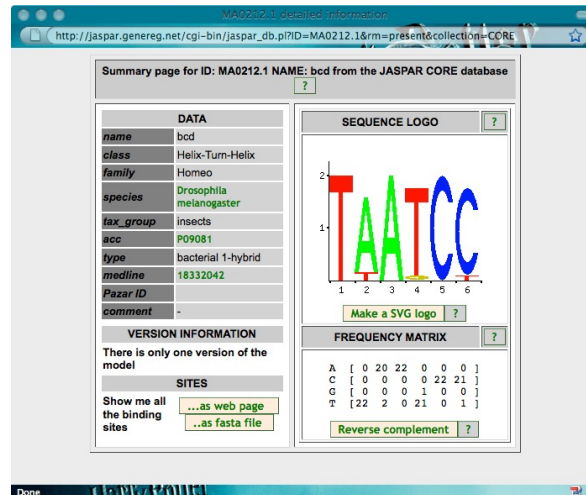 MA0212.1 detailed information
http://jaspar.genereg.net/cgi-bin/jaspar_db.pl?ID=MA0212.1&rm=present&collection=CORE
Summary page for ID: MA0212.1 NAME: bcd from the JASPAR CORE database
?
DATA
name bcd
class Helix-Turn-Helix
family Homeo
species Drosophila
melanogaster
tax_group insects
acc P09081
type bacterial 1-hybrid
medline 18332042
Pazar ID
comment -
VERSION INFORMATION
There is only one version of the
model
SITES
Show me all
the binding
sites
...as web page
..as fasta file
SEQUENCE LOGO ?
2
1
TAATCC
1 2 3 4 5 6
Make a SVG logo ?
FREQUENCY MATRIX ?
A [ 0 20 22 0 0 0 ]
C [ 0 0 0 0 22 21 ]
G [ 0 0 0 1 0 0 ]
T [22 2 0 21 0 1 ]
Reverse complement ?
Done